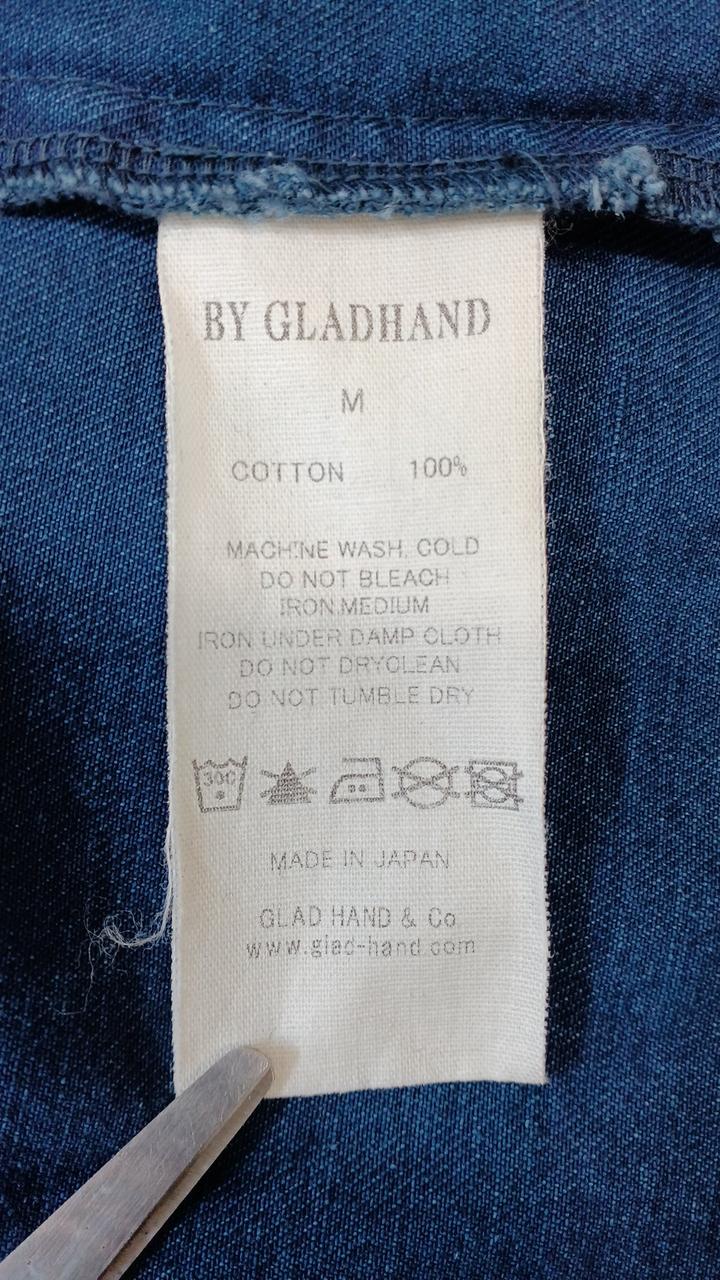 BY GLADHAND
M
COTTON 100%
MACHINE WASH, COLD
DO NOT BLEACH
IRON,MEDIUM
IRON UNDER DAMP CLOTH
DO NOT DRYCLEAN
DO NOT TUMBLE DRY
30C
MADE IN JAPAN
GLAD HAND & Co
www.glad-hand.com